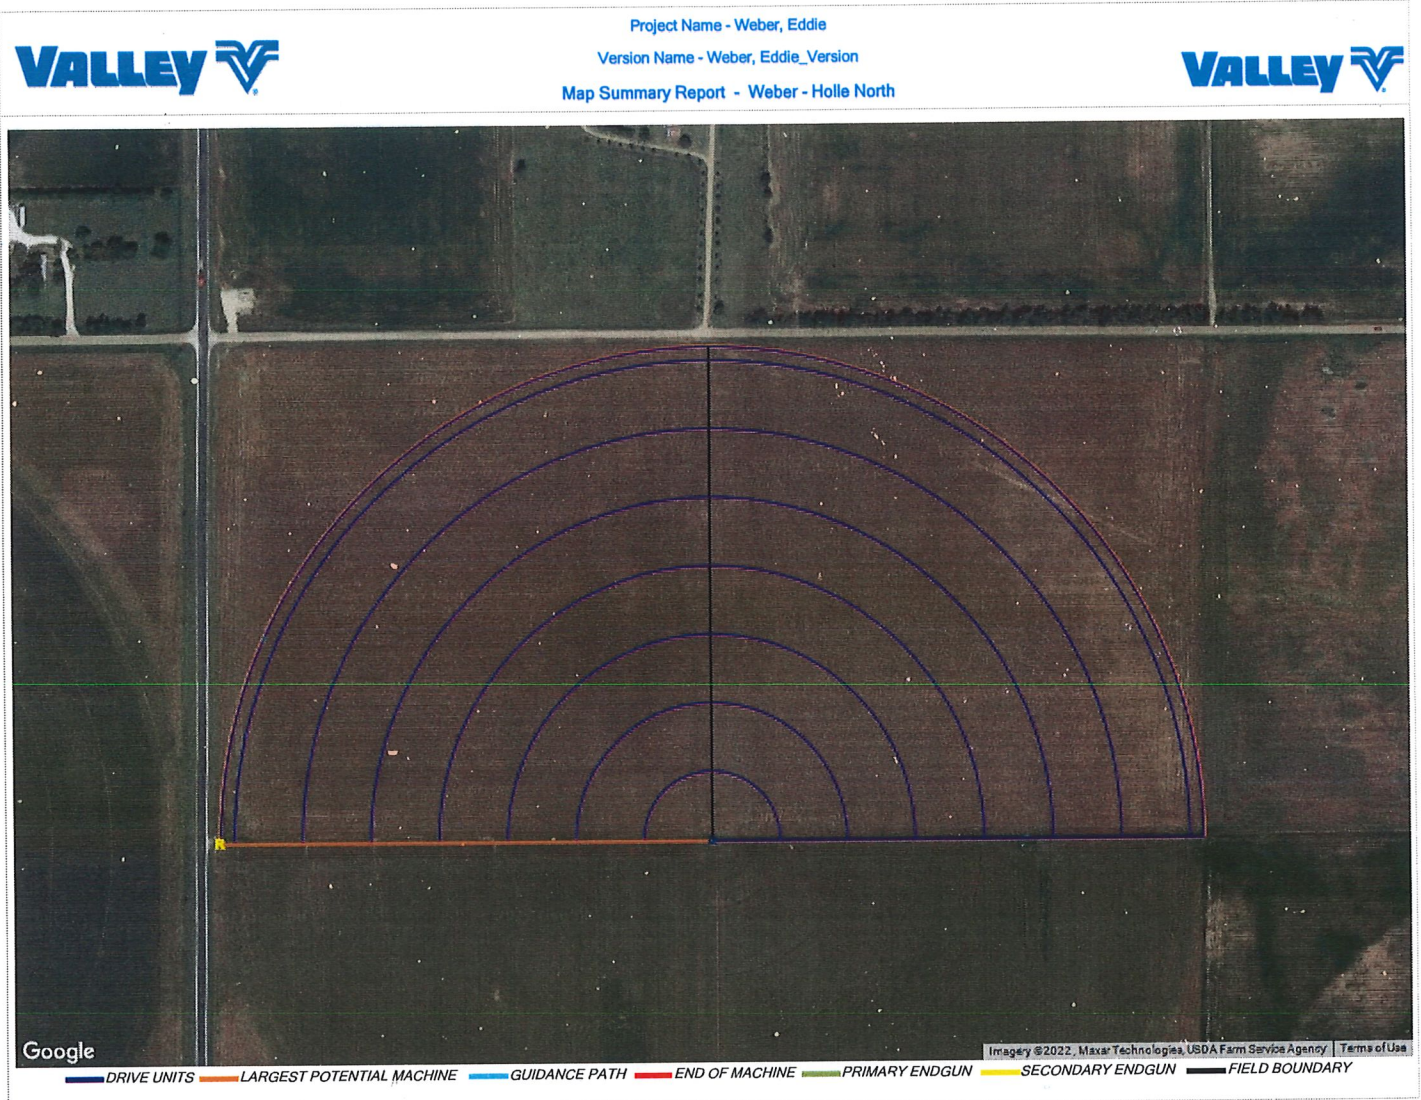 Project Name - Weber, Eddie
VALLEY
Version Name - Weber, Eddie_Version
VALLEY
Map Summary Report - Weber - Holle North
R
Google
Imagery ©2022, Maxar Technologies, USDA Farm Service Agency
Terms of Use
DRIVE UNITS
LARGEST POTENTIAL MACHINE
GUIDANCE PATH
END OF MACHINE
PRIMARY ENDGUN
SECONDARY ENDGUN
FIELD BOUNDARY